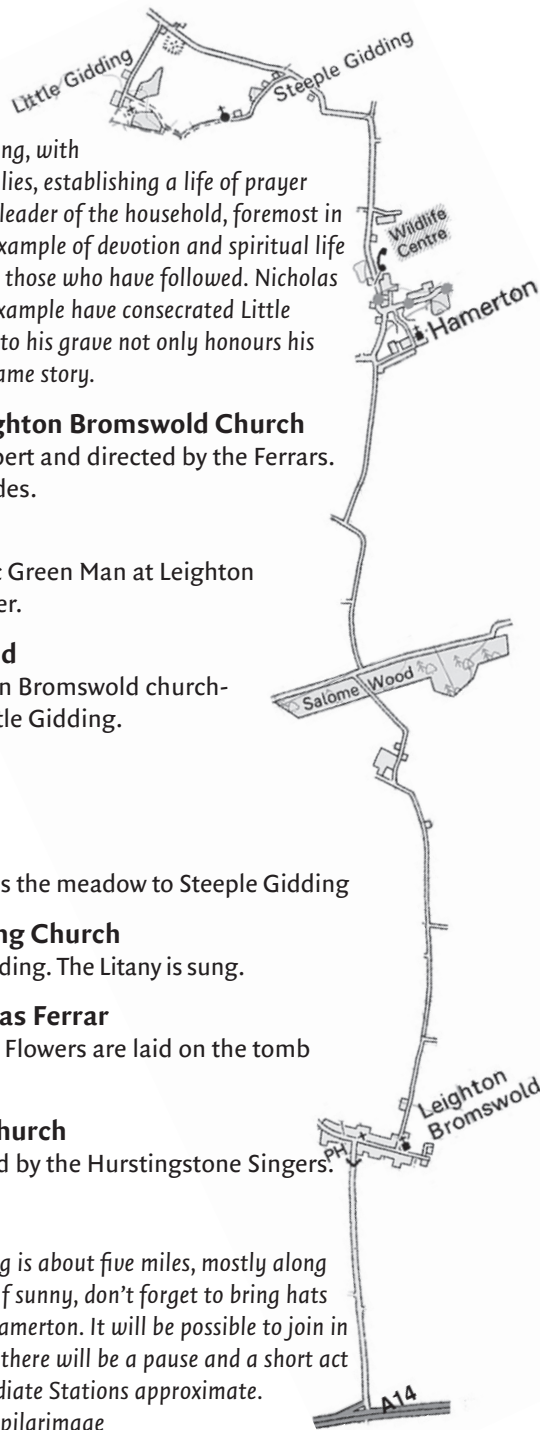 Little Gidding
Steeple Gidding
ng, with
lies, establishing a life of prayer
leader of the household, foremost in
xample of devotion and spiritual life
those who have followed. Nicholas
xample have consecrated Little
to his grave not only honours his
ame story.
Wildlife
Centre
Hamerton
ghton Bromswold Church
bert and directed by the Ferrars.
des.
Green Man at Leighton
er.
d
n Bromswold church-
tle Gidding.
Salome Wood
s the meadow to Steeple Gidding
ng Church
ding. The Litany is sung.
as Ferrar
Flowers are laid on the tomb
Leighton
Bromswold
hurch
d by the Hurstingstone Singers.
PH
g is about five miles, mostly along
f sunny, don't forget to bring hats
amerton. It will be possible to join in
there will be a pause and a short act
diate Stations approximate.
pilgrimage
A14